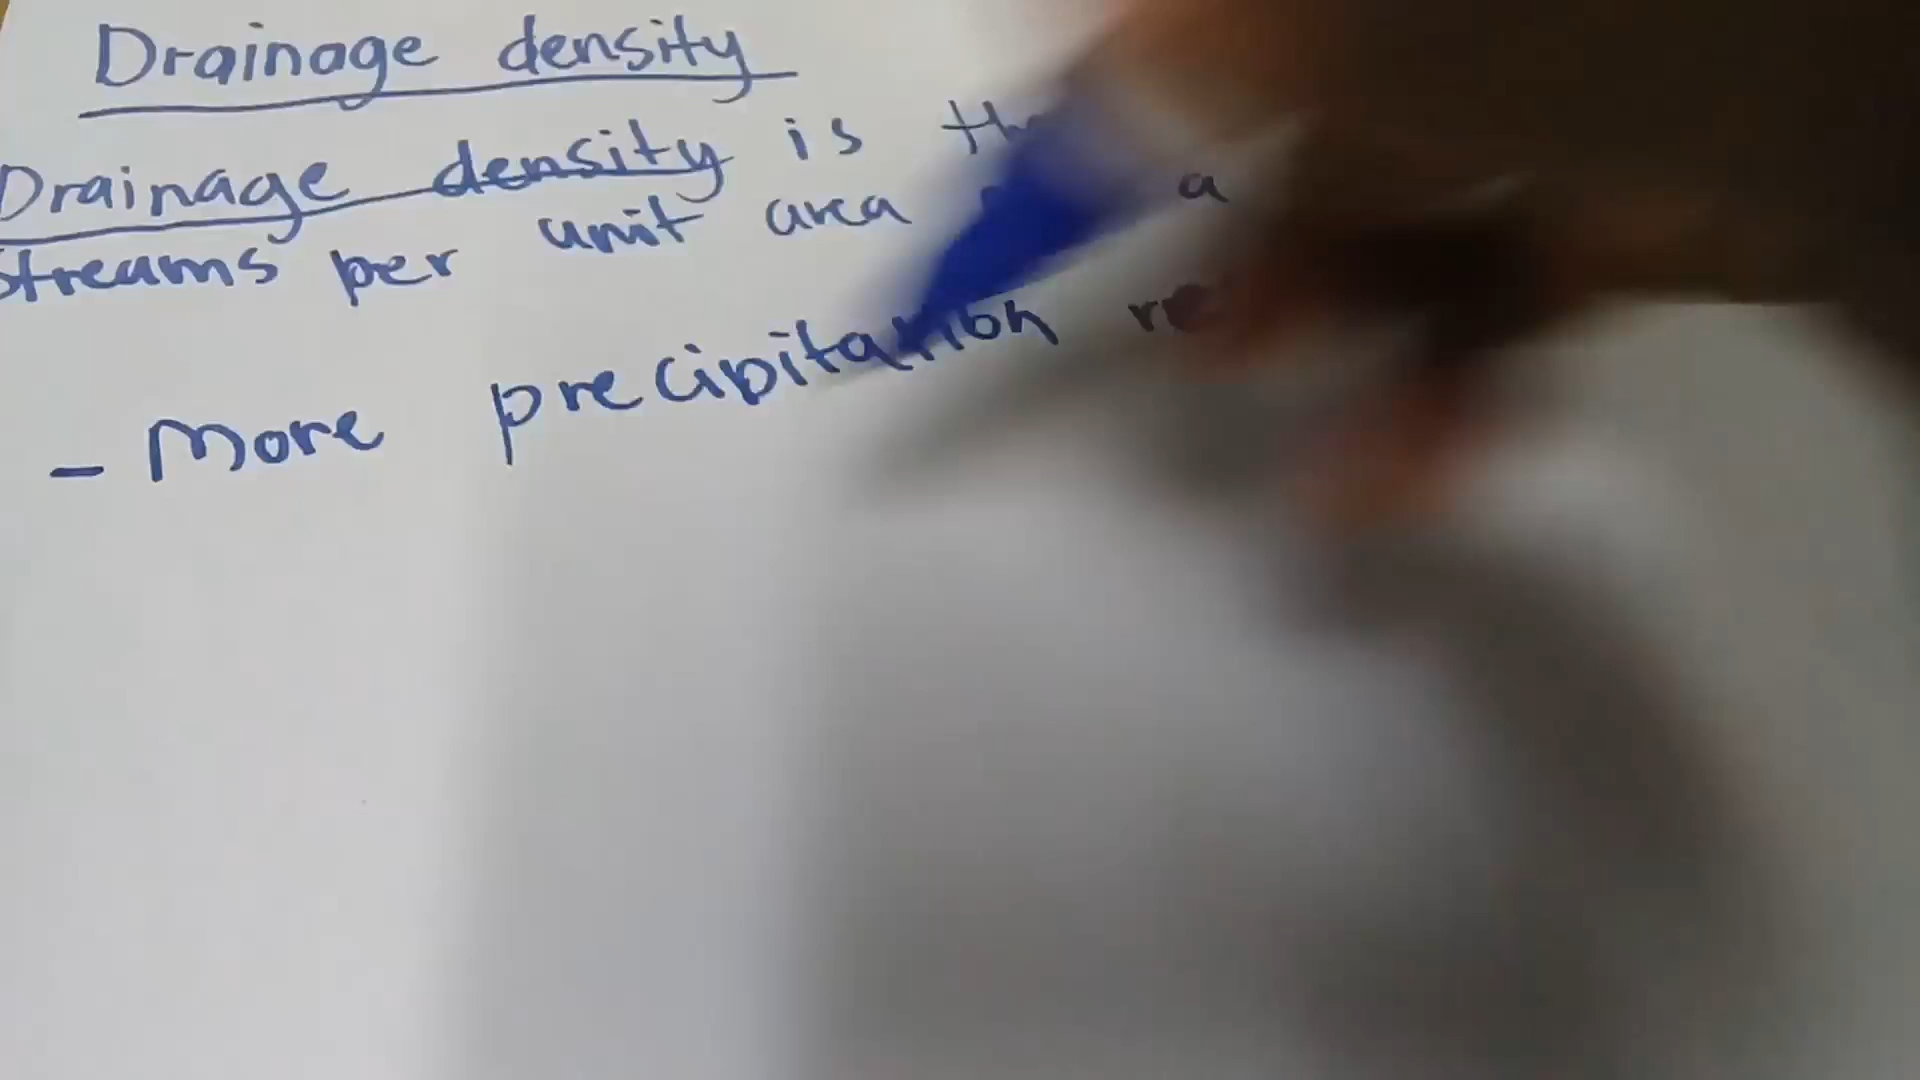 Drainage density
Drainage density is
streams per unit area a
- More precipitation